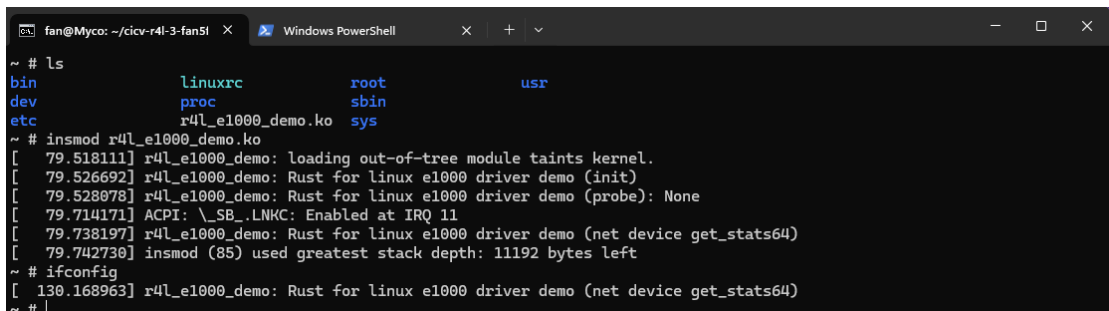 fan@Myco: ~/cicv-r4l-3-fan5f Windows PowerShell
~ # ls
bin linuxrc root usr
dev proc sbin
etc r4l_e1000_demo.ko sys
~ # insmod r4l_e1000_demo.ko
[ 79.518111] r4l_e1000_demo: loading out-of-tree module taints kernel.
[ 79.526692] r4l_e1000_demo: Rust for linux e1000 driver demo (init)
[ 79.528078] r4l_e1000_demo: Rust for linux e1000 driver demo (probe): None
[ 79.714171] ACPI: \_SB_.LNKC: Enabled at IRQ 11
[ 79.738197] r4l_e1000_demo: Rust for linux e1000 driver demo (net device get_stats64)
[ 79.742730] insmod (85) used greatest stack depth: 11192 bytes left
~ # ifconfig
[ 130.168963] r4l_e1000_demo: Rust for linux e1000 driver demo (net device get_stats64)
~ #